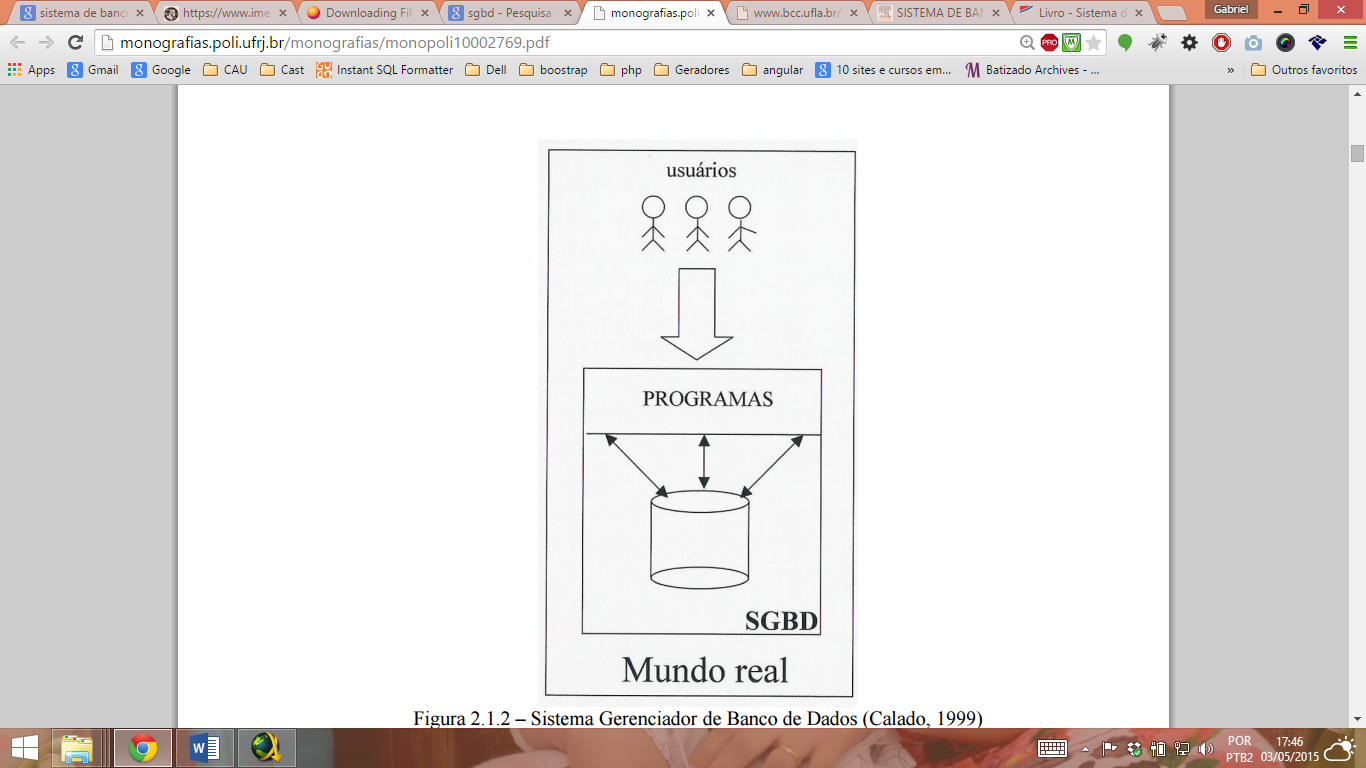 sistema de banc
https://www.ime
Downloading Fil
sgbd - Pesquisa
monografias.poli
www.bcc.ufla.br/
SISTEMA DE BAN
Livro - Sistema d
Gabriel
monografias.poli.ufrj.br/monografias/monopoli10002769.pdf
PRO
Apps
Gmail
Google
CAU
Cast
Instant SQL Formatter
Dell
boostrap
php
Geradores
angular
10 sites e cursos em...
Batizado Archives - ...
»
Outros favoritos
usuários
PROGRAMAS
SGBD
Mundo real
Figura 2.1.2 – Sistema Gerenciador de Banco de Dados (Calado, 1999)
POR
PTB2
17:46
03/05/2015